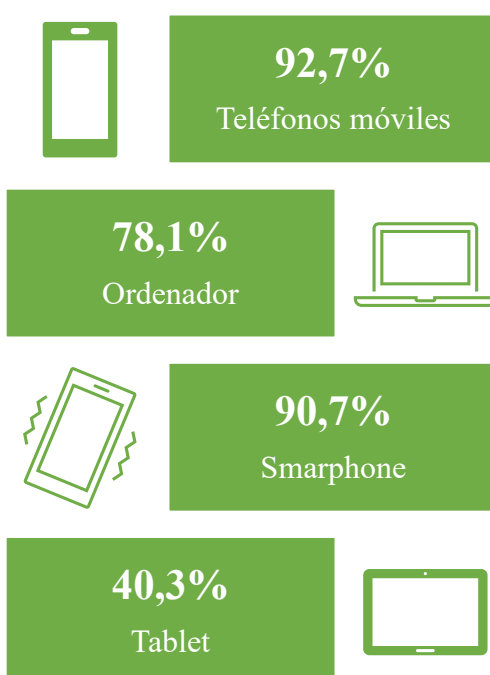 92,7%
Teléfonos móviles
78,1%
Ordenador
90,7%
Smarphone
40,3%
Tablet